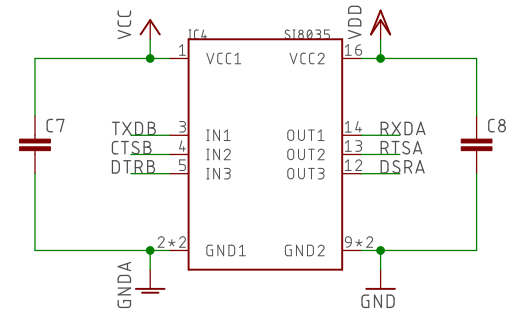 VCC
IC4 SI8035
VDD
1 VCC1 VCC2 16
C7
C8
TXDB 3 IN1 OUT1 14 RXDA
CTSB 4 IN2 OUT2 13 RTSA
DTRB 5 IN3 OUT3 12 DSRA
2*2 GND1 GND2 9*2
GNDA
GND